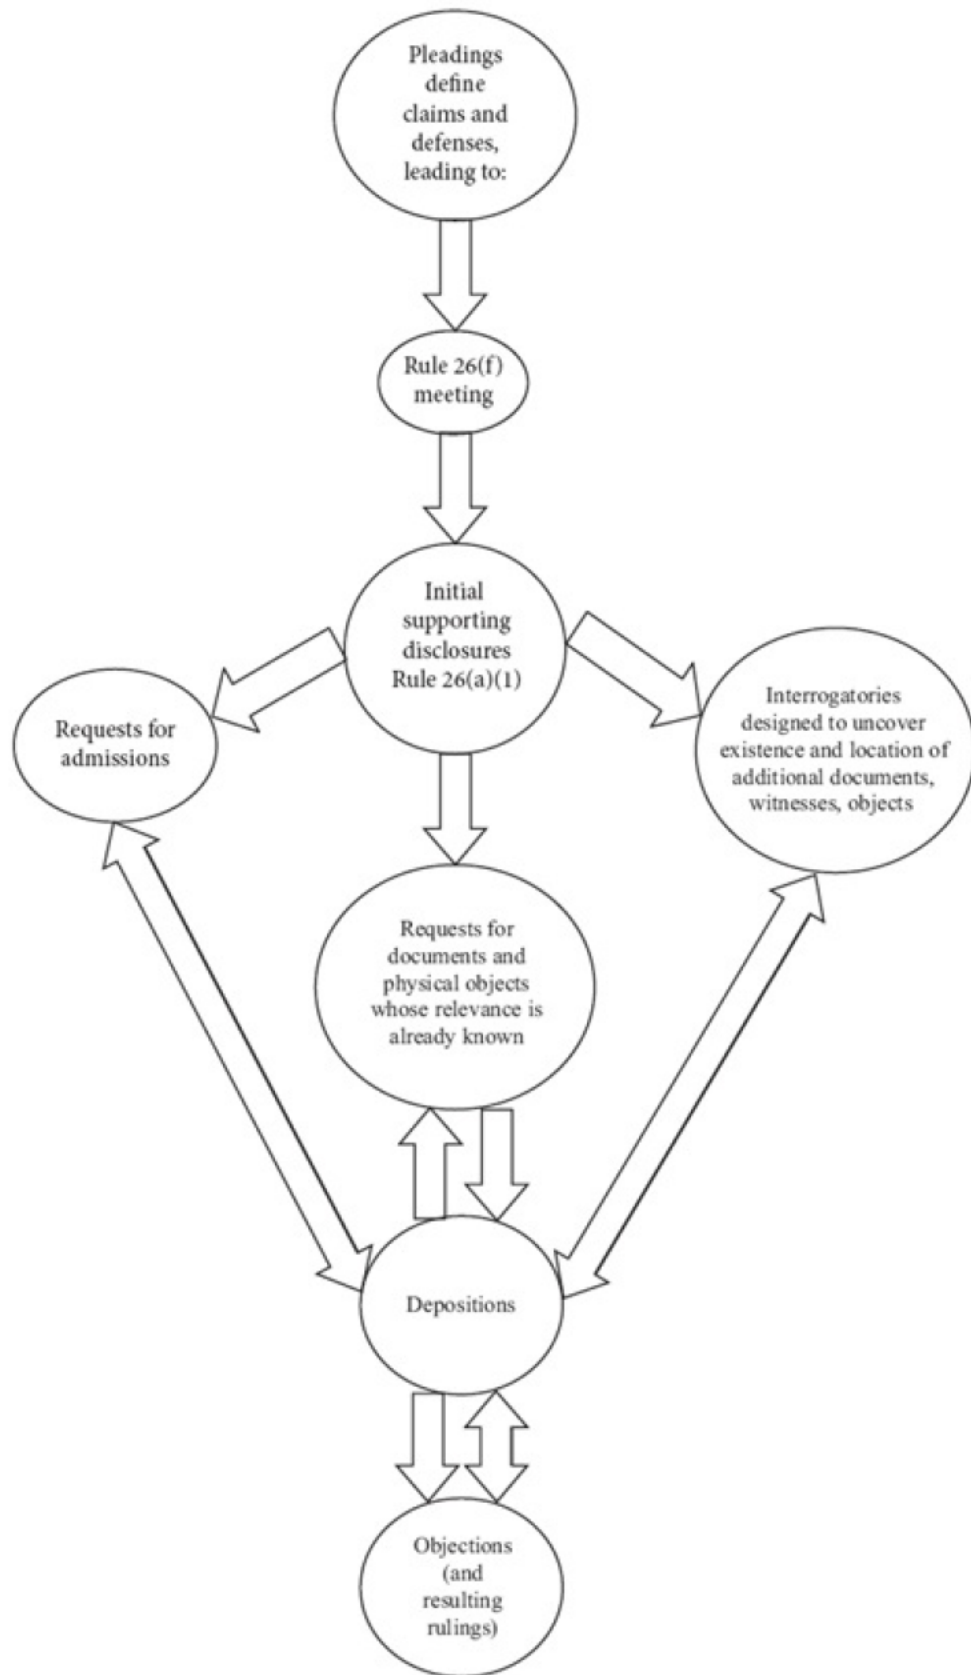 Pleadings
define
claims and
defenses,
leading to:
Rule 26(f)
meeting
Initial
supporting
disclosures
Rule 26(a)(1)
Requests for
admissions
Interrogatories
designed to uncover
existence and location of
additional documents,
witnesses, objects
Requests for
documents and
physical objects
whose relevance is
already known
Depositions
Objections
(and
resulting
rulings)